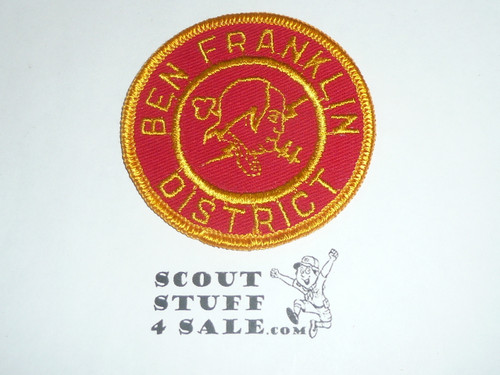 BEN FRANKLIN
DISTRICT
SCOUT
STUFF
4 SALE.COM